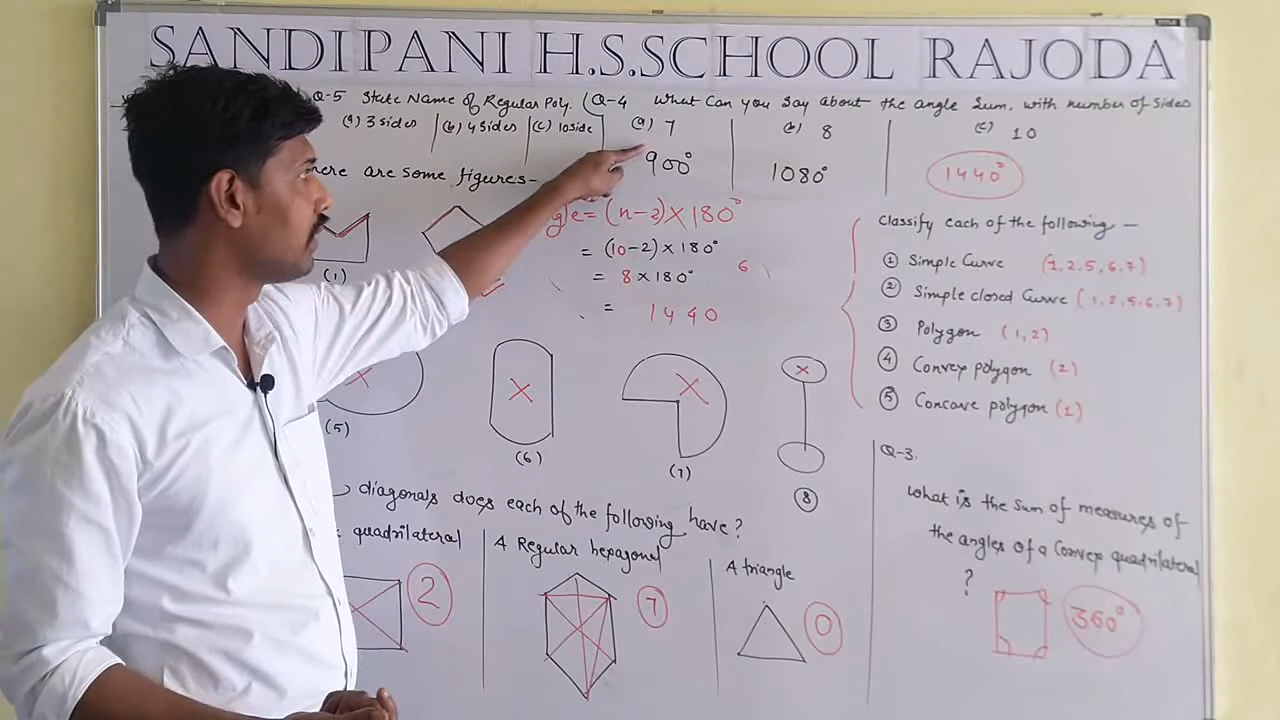 SANDIPANI H.S.SCHOOL RAJODA
Q-5 State Name of Regular Poly.
(a) 3 sides (b) 4 sides (c) 10 side
Q-4 What Can you say about the angle Sum, with number of sides
(a) 7 (b) 8 (c) 10
900° 1080° 1440°
here are some figures-
gle = (n-2)×180°
= (10-2)×180°
= 8×180°
= 1440
6
(1)
(5)
(6)
(7)
8
Classify each of the following —
1 Simple Curve (1,2,5,6,7)
2 Simple closed Curve (1,2,5,6,7)
3 Polygon (1,2)
4 Convex polygon (2)
5 Concave polygon (1)
diagonals does each of the following have?
quadrilateral
2
A Regular hexagonal
A triangle
0
Q-3.
What is the Sum of measures of
the angles of a Convex quadrilateral
?
360°